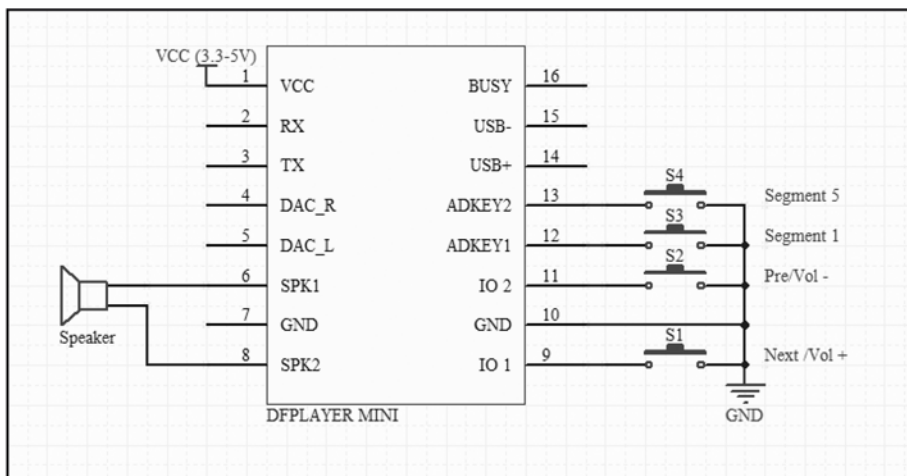 VCC (3.3-5V)
1 VCC BUSY 16
2 RX USB- 15
3 TX USB+ 14
4 DAC_R ADKEY2 13 S4 Segment 5
5 DAC_L ADKEY1 12 S3 Segment 1
6 SPK1 IO 2 11 S2 Pre/Vol -
7 GND GND 10
Speaker
8 SPK2 IO 1 9 S1 Next /Vol +
DFPLAYER MINI
GND